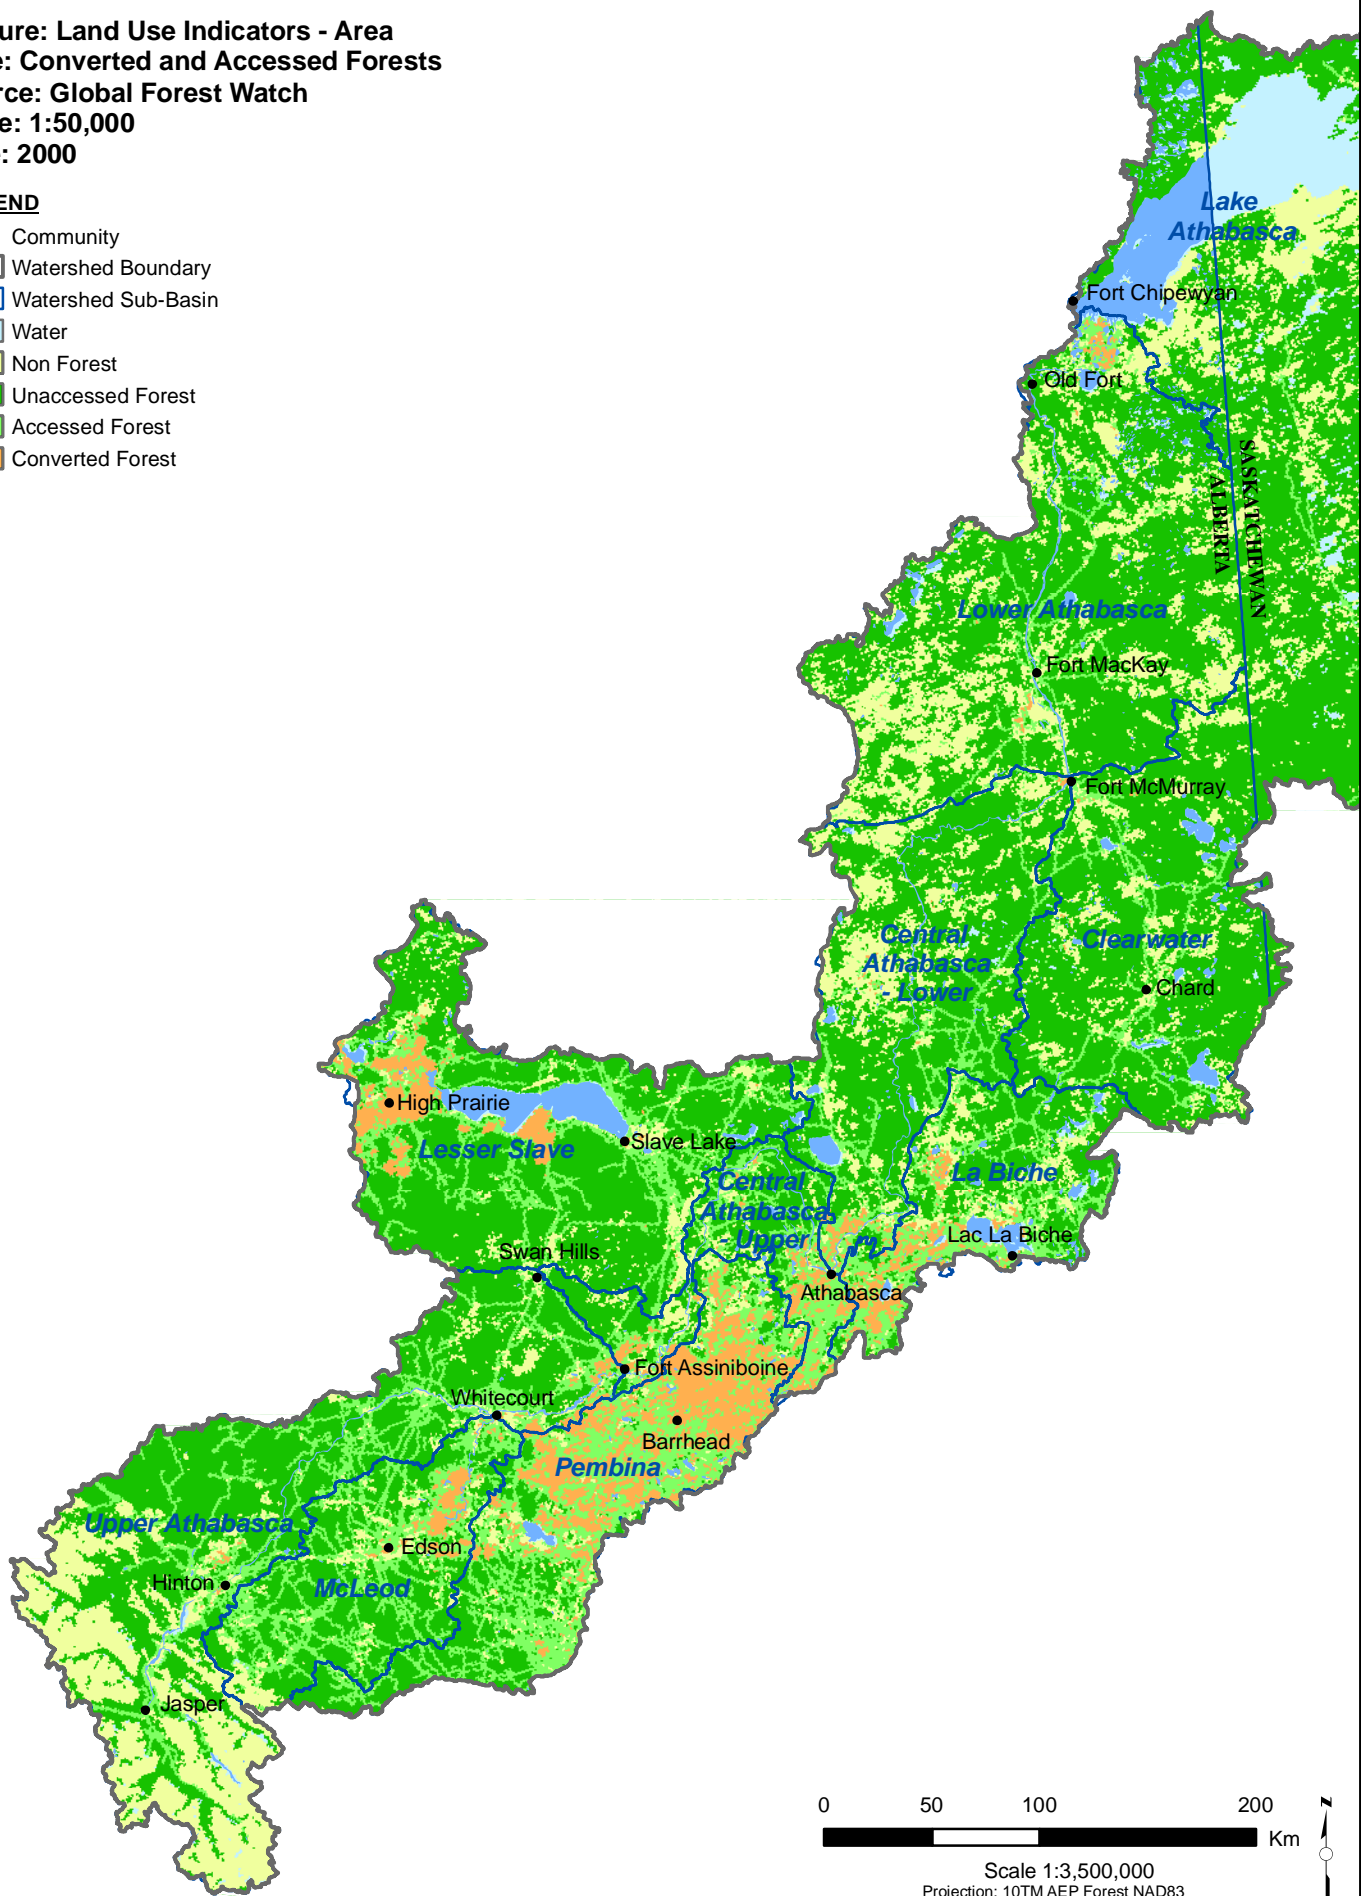 ure: Land Use Indicators - Area
e: Converted and Accessed Forests
rce: Global Forest Watch
e: 1:50,000
: 2000
END
Community
Watershed Boundary
Watershed Sub-Basin
Water
Non Forest
Unaccessed Forest
Accessed Forest
Converted Forest
Lake
Athabasca
Fort Chipewyan
Old Fort
SASKATCHEWAN
ALBERTA
Lower Athabasca
Fort MacKay
Fort McMurray
Central
Athabasca
- Lower
Clearwater
Chard
High Prairie
Lesser Slave
Slave Lake
Central
Athabasca
- Upper
La Biche
Lac La Biche
Swan Hills
Athabasca
Fort Assiniboine
Whitecourt
Barrhead
Pembina
Upper Athabasca
Edson
Hinton
McLeod
Jasper
0 50 100 200
Km
N
Scale 1:3,500,000
Projection: 10TM AEP Forest NAD83